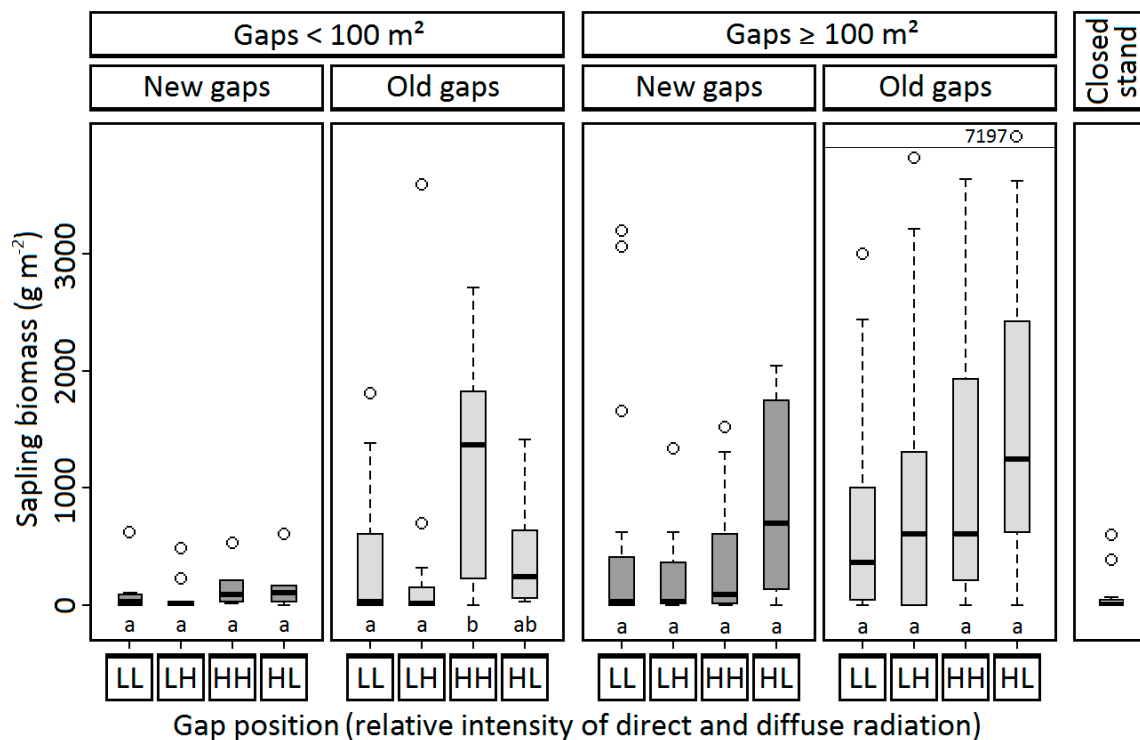 Gaps < 100 m²
Gaps ≥ 100 m²
Closed stand
New gaps
Old gaps
New gaps
Old gaps
7197
Sapling biomass (g m⁻²)
3000
2000
1000
0
a a a a
a a b ab
a a a a
a a a a
LL LH HH HL
LL LH HH HL
LL LH HH HL
LL LH HH HL
Gap position (relative intensity of direct and diffuse radiation)